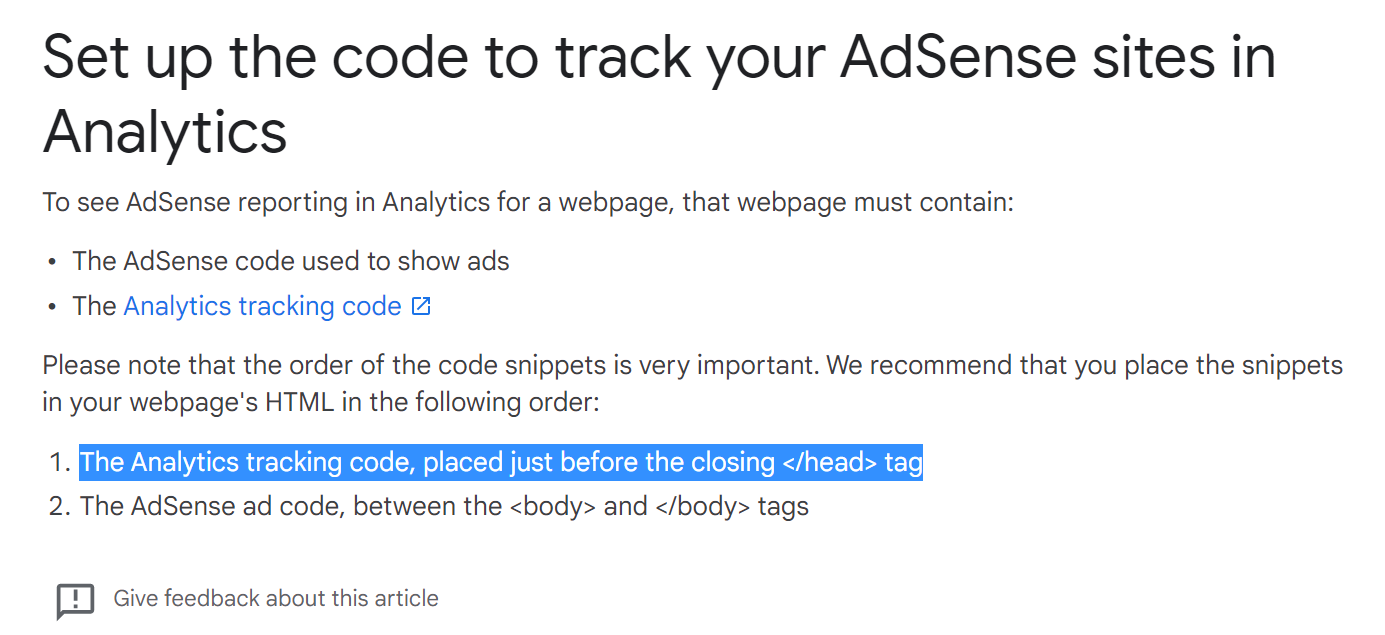 Set up the code to track your AdSense sites in
Analytics
To see AdSense reporting in Analytics for a webpage, that webpage must contain:
• The AdSense code used to show ads
• The Analytics tracking code
Please note that the order of the code snippets is very important. We recommend that you place the snippets
in your webpage's HTML in the following order:
1. The Analytics tracking code, placed just before the closing </head> tag
2. The AdSense ad code, between the <body> and </body> tags
Give feedback about this article